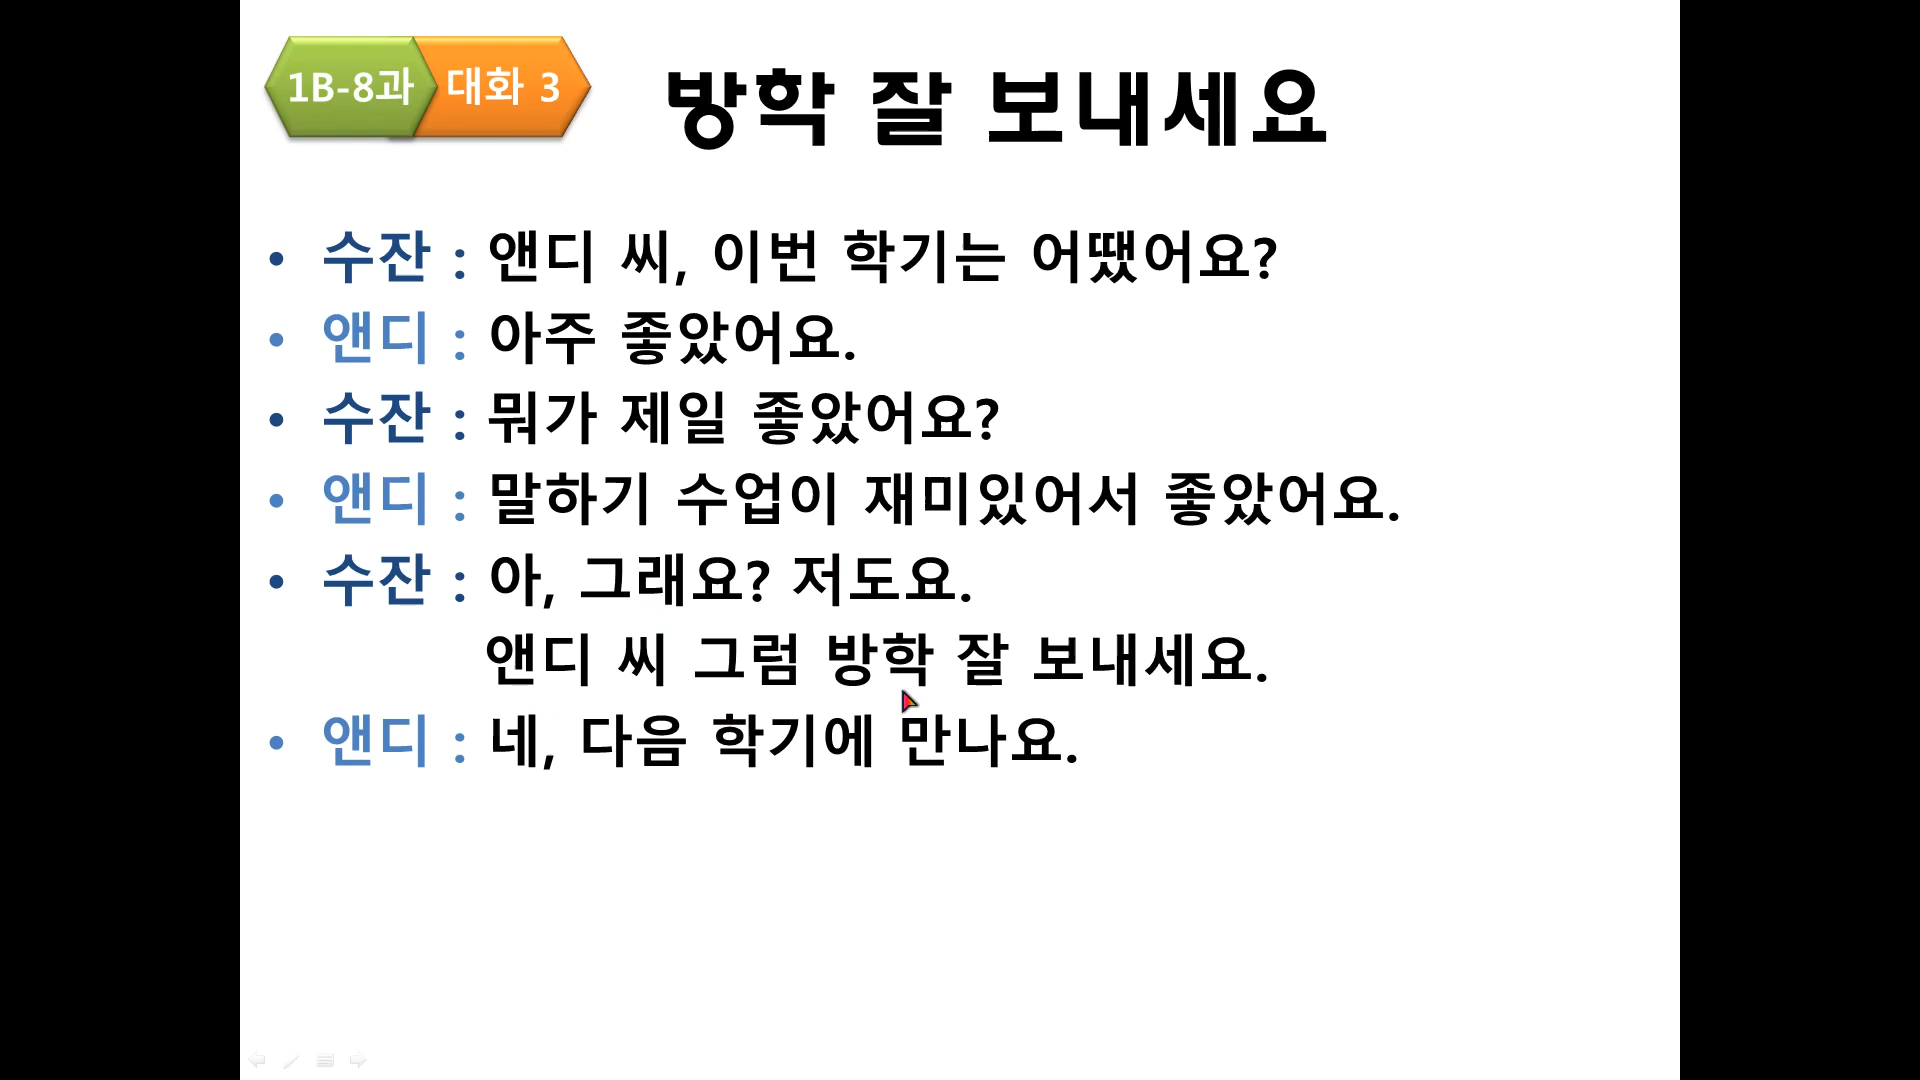 1B-8과 대화 3 방학 잘 보내세요
• 수잔 : 앤디 씨, 이번 학기는 어땠어요?
• 앤디 : 아주 좋았어요.
• 수잔 : 뭐가 제일 좋았어요?
• 앤디 : 말하기 수업이 재미있어서 좋았어요.
• 수잔 : 아, 그래요? 저도요.
앤디 씨 그럼 방학 잘 보내세요.
• 앤디 : 네, 다음 학기에 만나요.